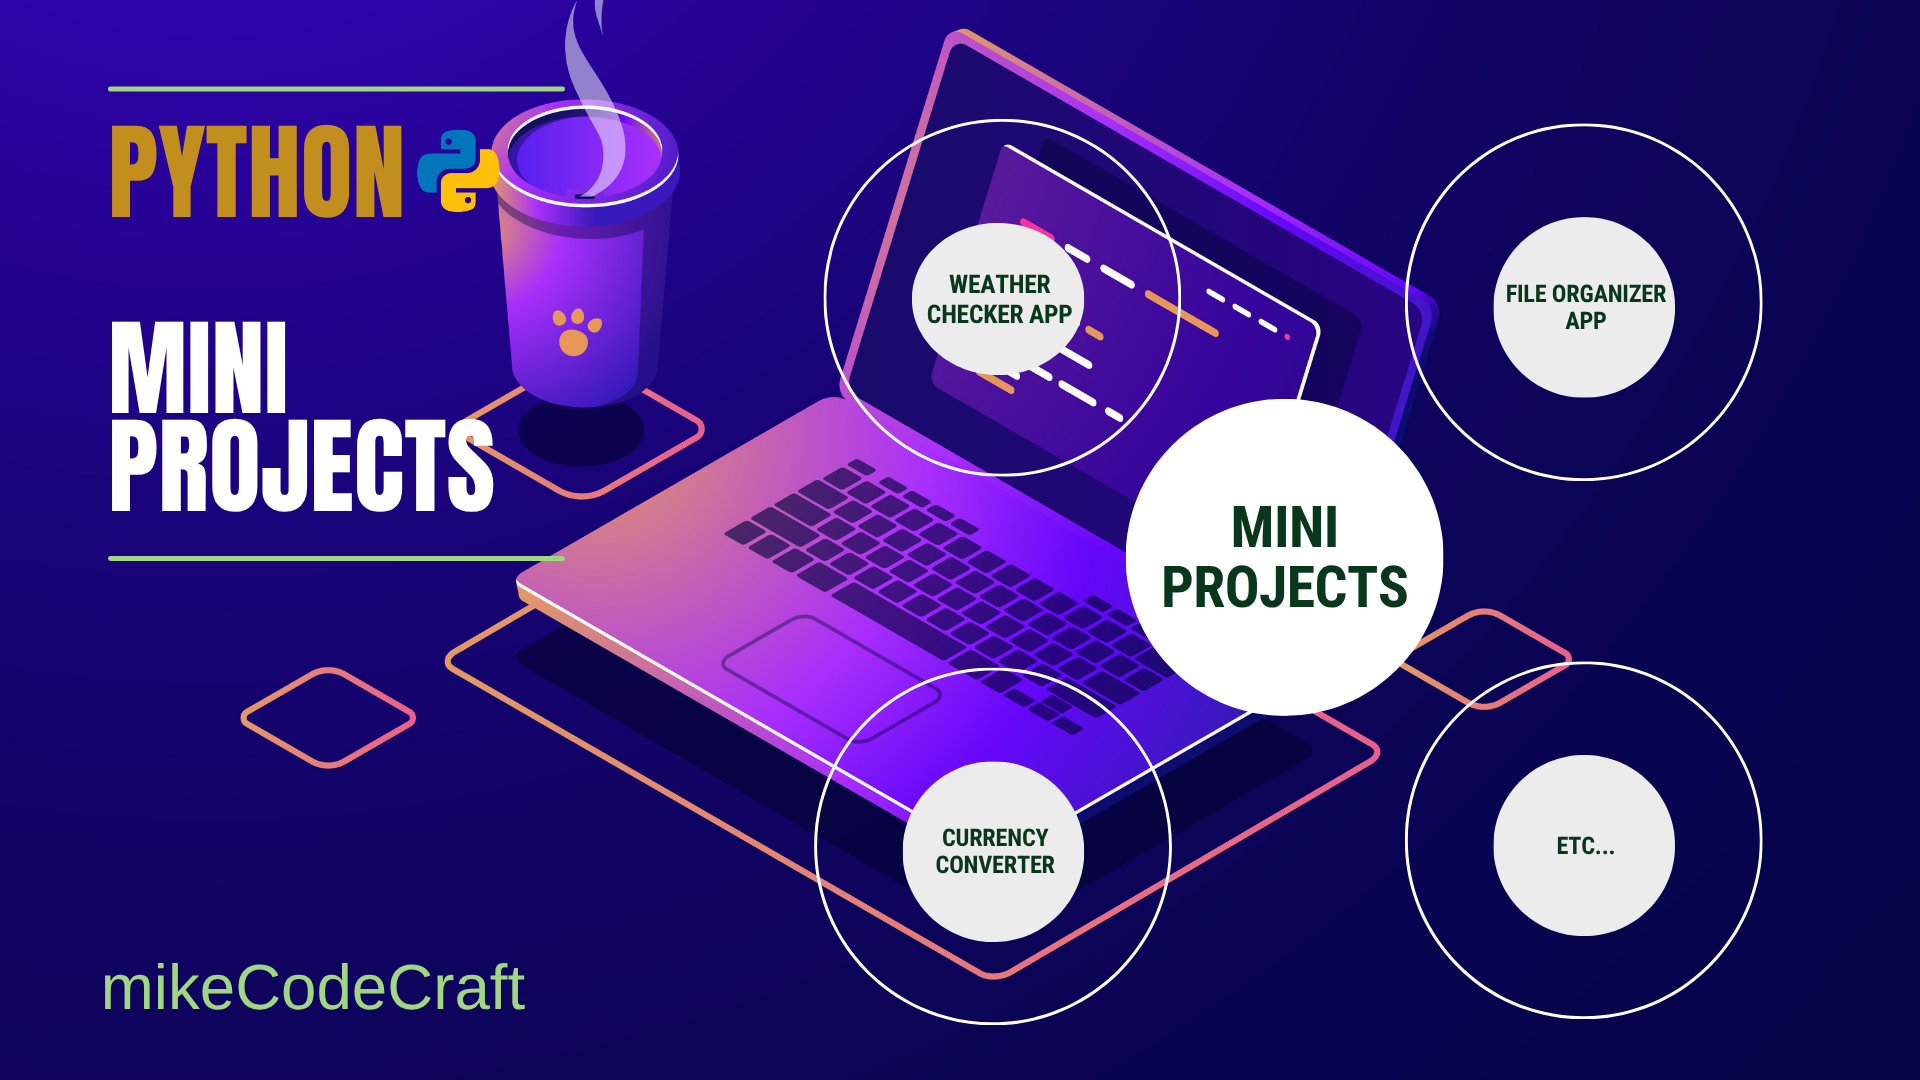 PYTHON
MINI
PROJECTS
WEATHER
CHECKER APP
FILE ORGANIZER
APP
MINI
PROJECTS
CURRENCY
CONVERTER
ETC...
mikeCodeCraft